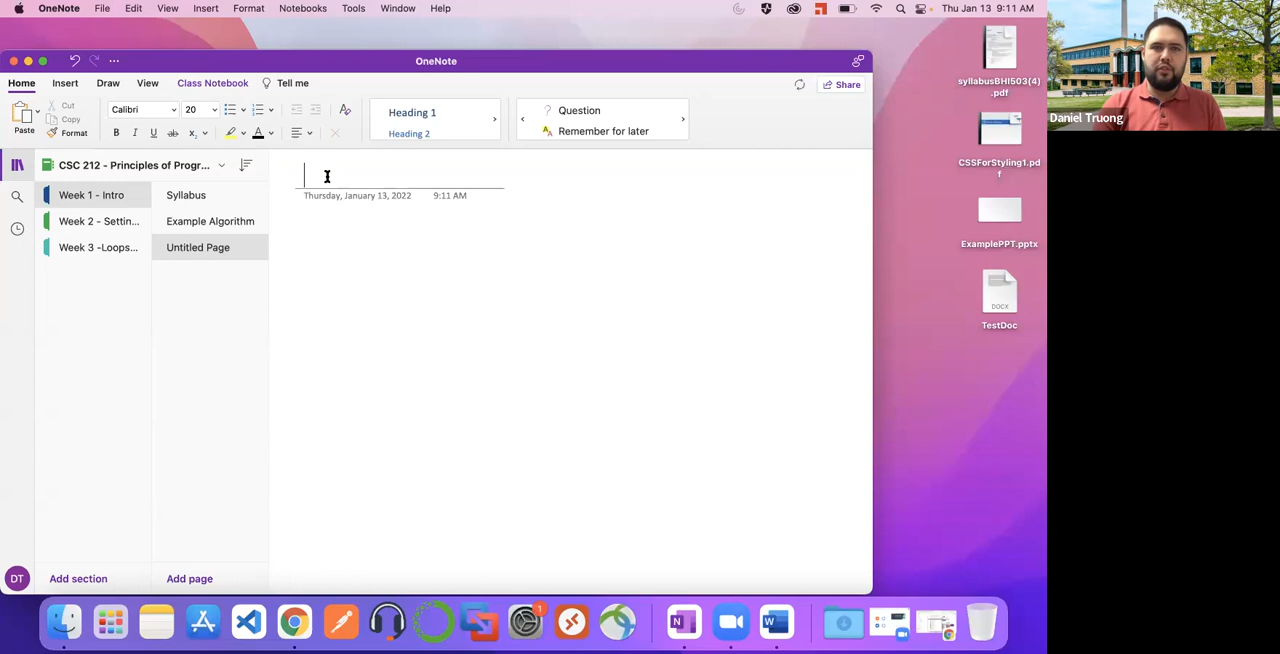 OneNote File Edit View Insert Format Notebooks Tools Window Help Thu Jan 13 9:11 AM
OneNote
Home Insert Draw View Class Notebook Tell me Share
Paste Cut Copy Format
Calibri 20
B I U ab x
A
Heading 1
Heading 2
? Question
Remember for later
CSC 212 - Principles of Progr...
Week 1 - Intro
Week 2 - Settin...
Week 3 -Loops...
Syllabus
Example Algorithm
Untitled Page
Thursday, January 13, 2022 9:11 AM
DT
Add section
Add page
syllabusBHI503(4)
.pdf
CSSForStyling1.pd
f
ExamplePPT.pptx
DOCX
TestDoc
Daniel Truong
1
N
W